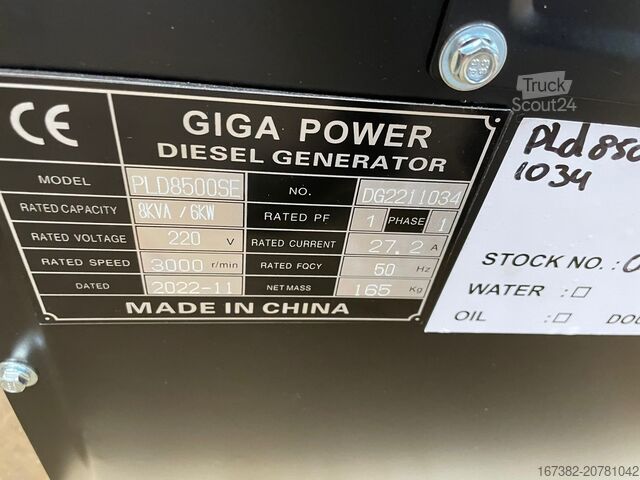 Truck
Scout24
CE
GIGA POWER
DIESEL GENERATOR
MODEL PLD8500SE NO. DG2211034
RATED CAPACITY 8KVA / 6KW RATED PF 1 PHASE 1
RATED VOLTAGE 220 V RATED CURRENT 27.2 A
RATED SPEED 3000 r/min RATED FQCY 50 Hz
DATED 2022-11 NET MASS 165 Kg
MADE IN CHINA
Pld850
1034
STOCK NO.:
WATER :
OIL :
167382-20781042